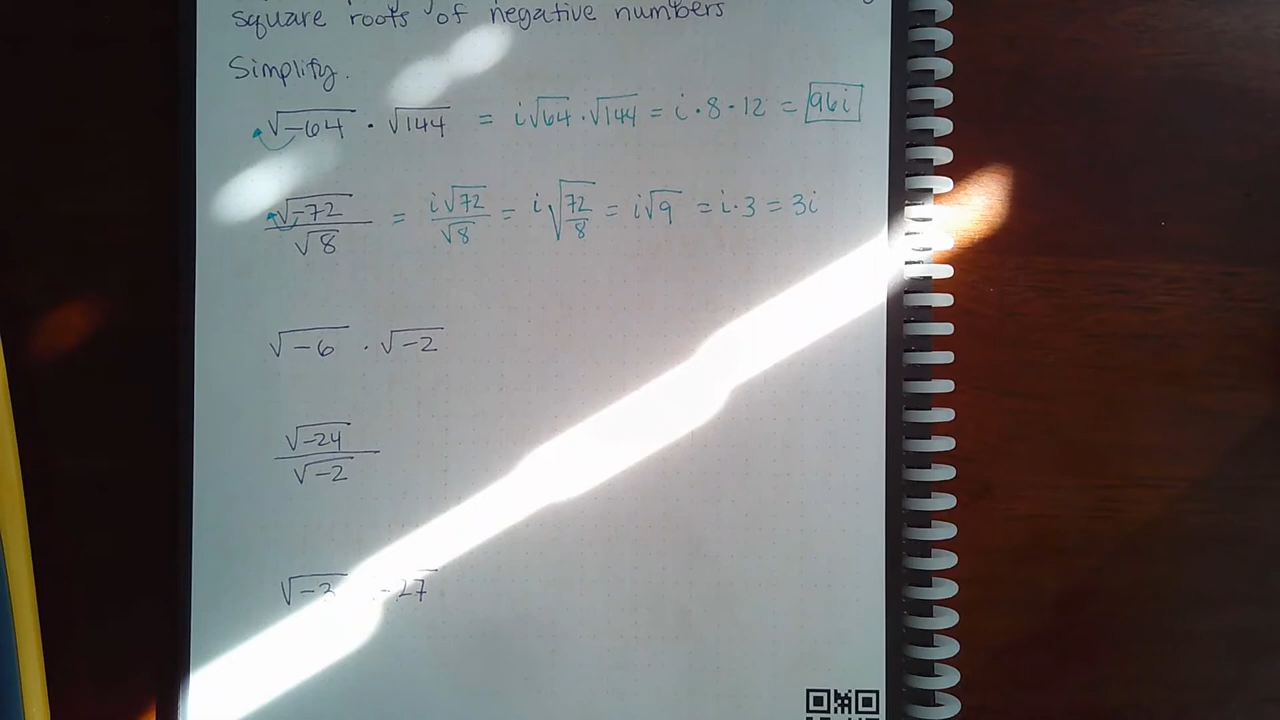 square roots of negative numbers
Simplify.
√-64 · √144 = i√64 · √144 = i · 8 · 12 = 96i
√-72/√8 = i√72/√8 = i√(72/8) = i√9 = i · 3 = 3i
√-6 · √-2
√-24/√-2
√-3 -27